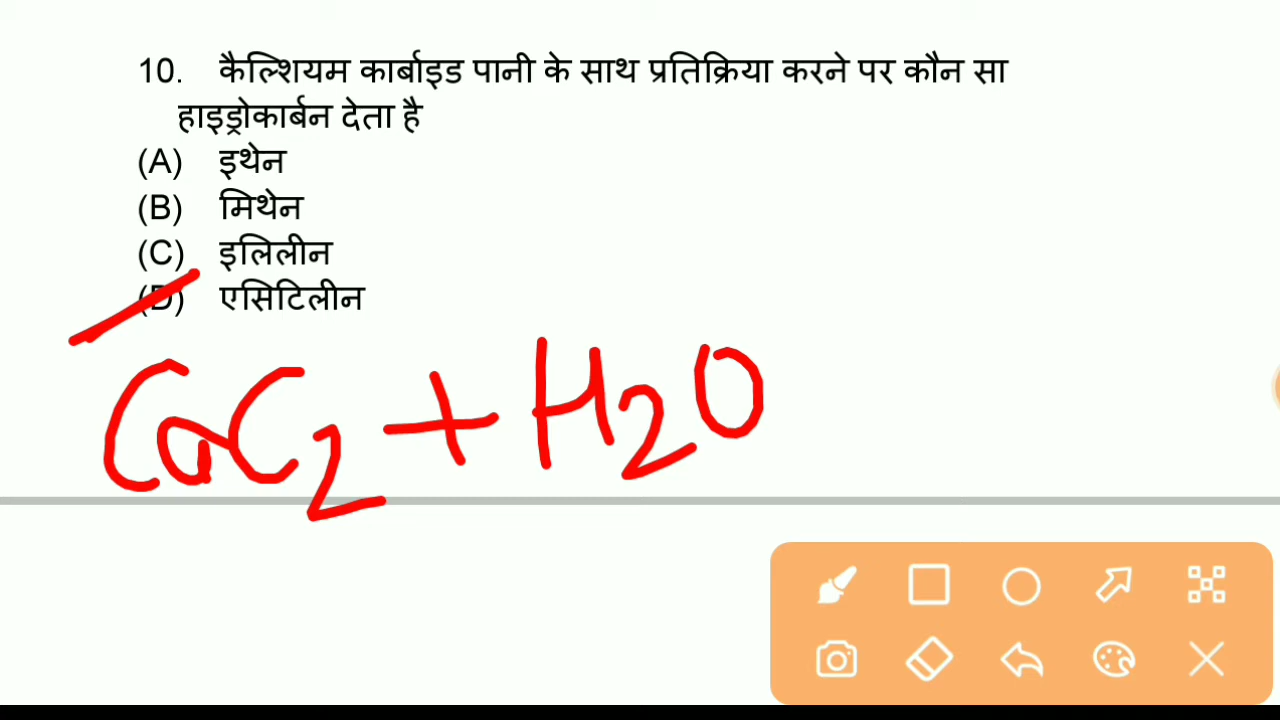 10. कैल्शियम कार्बाइड पानी के साथ प्रतिक्रिया करने पर कौन सा
हाइड्रोकार्बन देता है
(A) इथेन
(B) मिथेन
(C) इलिलीन
(D) एसिटिलीन
CaC2 + H2O